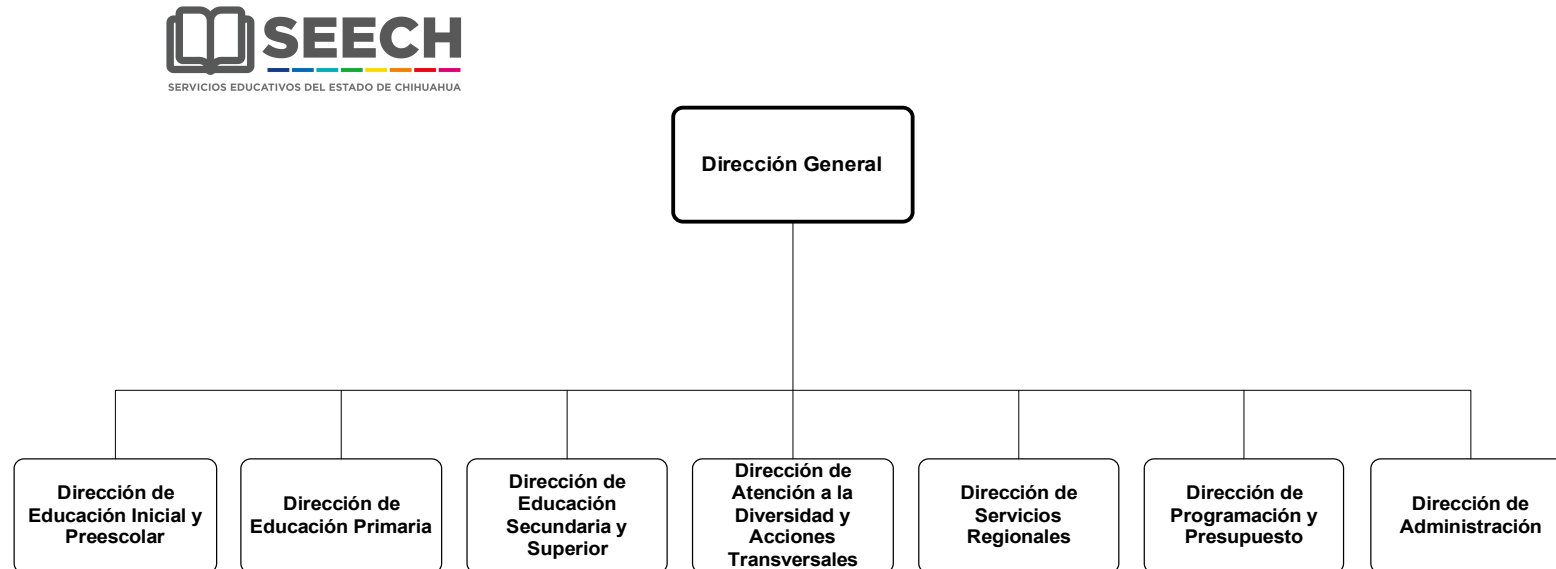 SEECH
SERVICIOS EDUCATIVOS DEL ESTADO DE CHIHUAHUA
Dirección General
Dirección de
Educación Inicial y
Preescolar
Dirección de
Educación Primaria
Dirección de
Educación
Secundaria y
Superior
Dirección de
Atención a la
Diversidad y
Acciones
Transversales
Dirección de
Servicios
Regionales
Dirección de
Programación y
Presupuesto
Dirección de
Administración